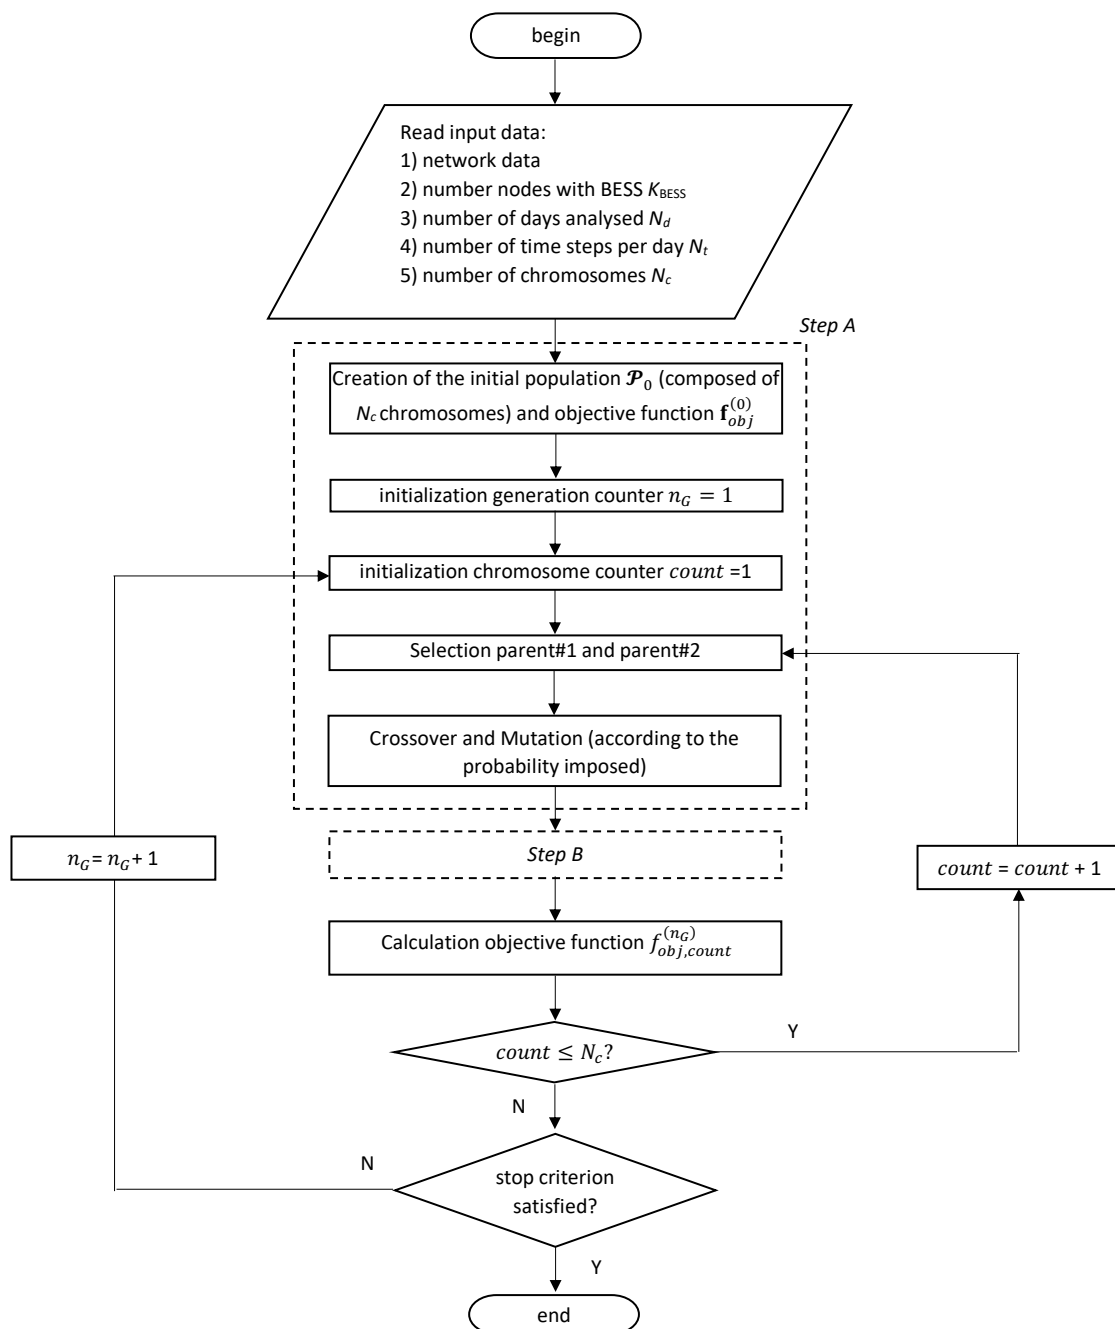 begin
Read input data:
1) network data
2) number nodes with BESS K_BESS
3) number of days analysed N_d
4) number of time steps per day N_t
5) number of chromosomes N_c
Step A
Creation of the initial population 𝓟_0 (composed of
N_c chromosomes) and objective function f_obj^(0)
initialization generation counter n_G = 1
initialization chromosome counter count =1
Selection parent#1 and parent#2
Crossover and Mutation (according to the
probability imposed)
n_G= n_G+ 1
Step B
count = count + 1
Calculation objective function f_obj,count^(n_G)
count ≤ N_c?
Y
N
N
stop criterion
satisfied?
Y
end